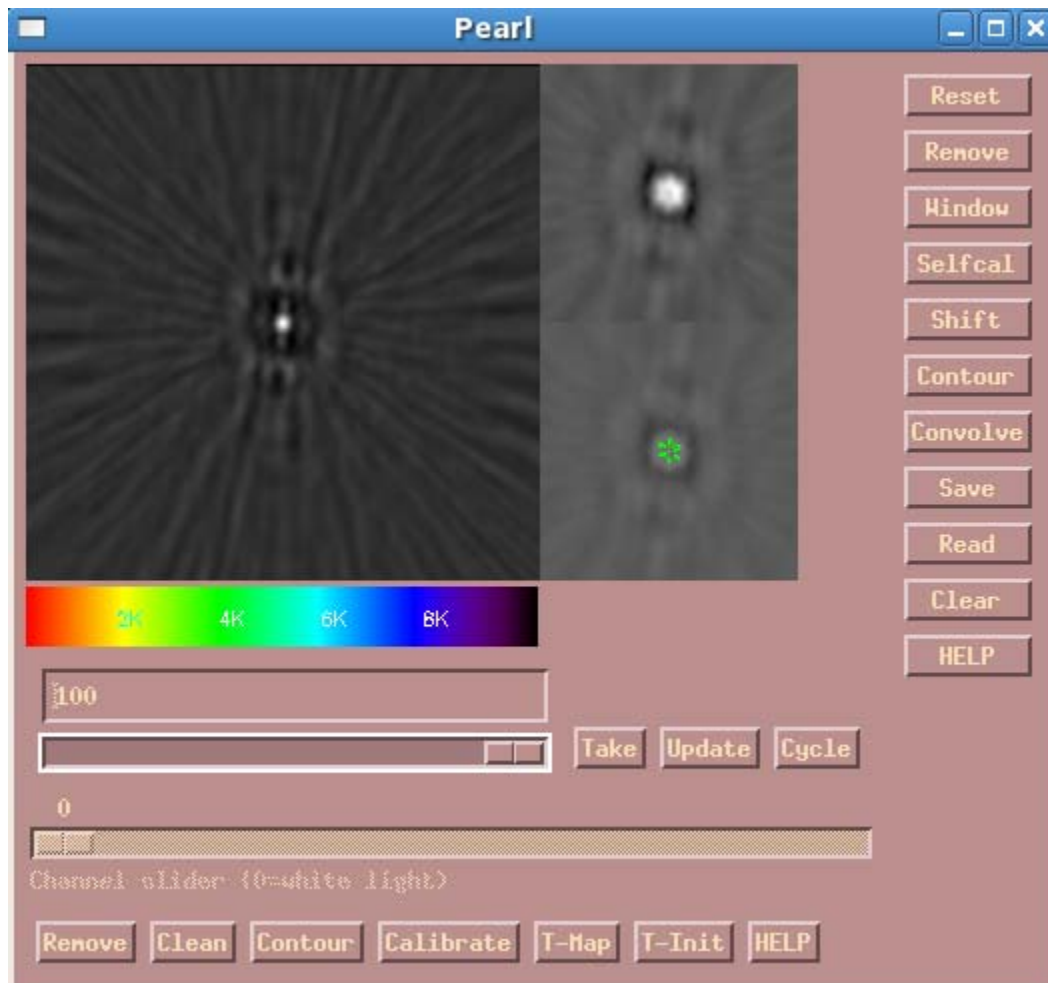 Pearl
Reset
Remove
Window
Selfcal
Shift
Contour
Convolve
Save
Read
Clear
HELP
2K 4K 6K 8K
100
Take Update Cycle
0
Channel slider (0=white light)
Remove Clean Contour Calibrate T-Map T-Init HELP